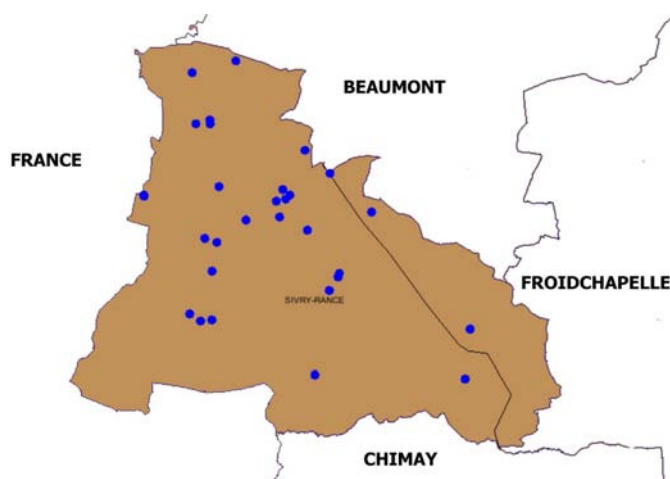 BEAUMONT
FRANCE
FROIDCHAPELLE
SIVRY-RANCE
CHIMAY